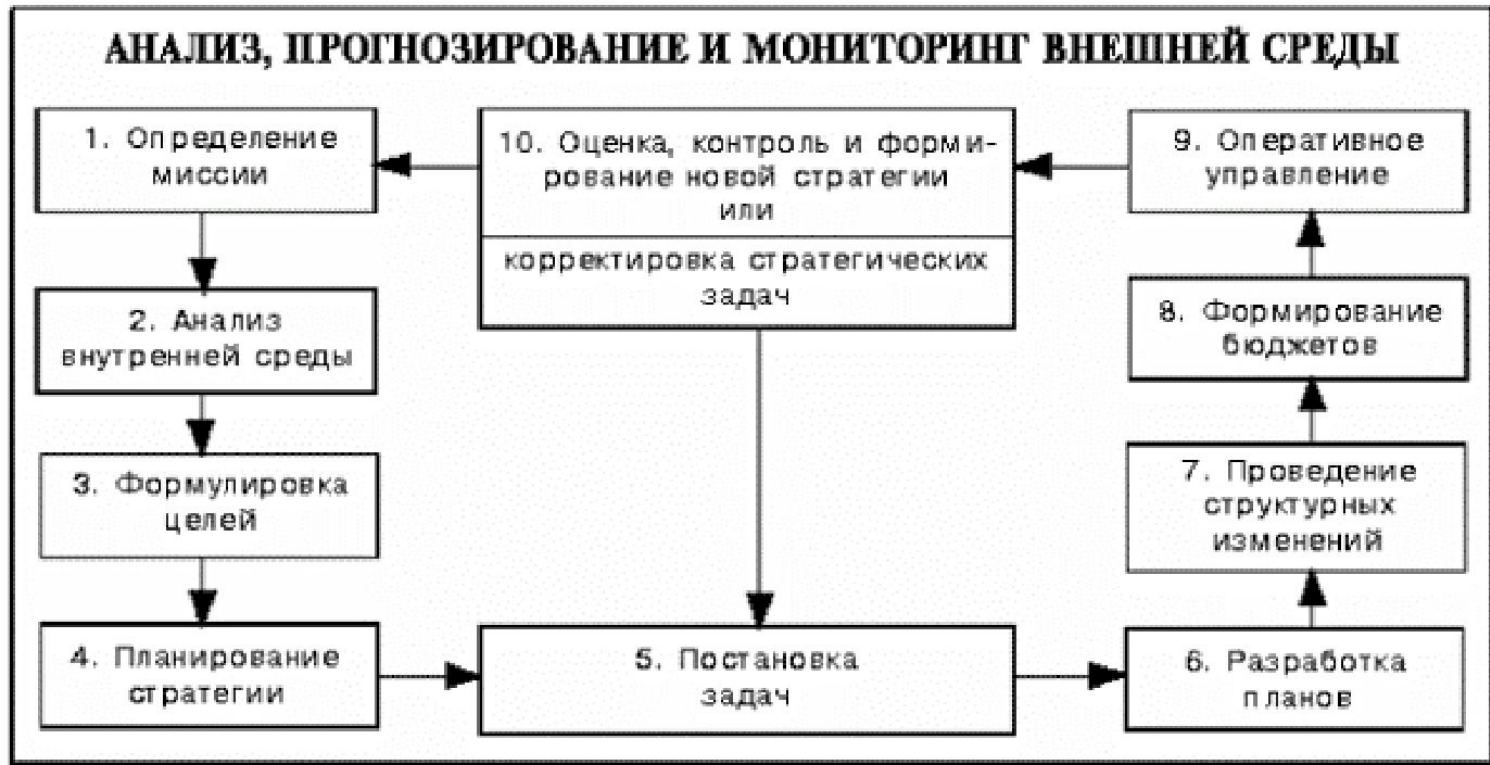 АНАЛИЗ, ПРОГНОЗИРОВАНИЕ И МОНИТОРИНГ ВНЕШНЕЙ СРЕДЫ
1. Определение
миссии
2. Анализ
внутренней среды
3. Формулировка
целей
4. Планирование
стратегии
10. Оценка, контроль и форми-
рование новой стратегии
или
корректировка стратегических
задач
5. Постановка
задач
9. Оперативное
управление
8. Формирование
бюджетов
7. Проведение
структурных
изменений
6. Разработка
планов